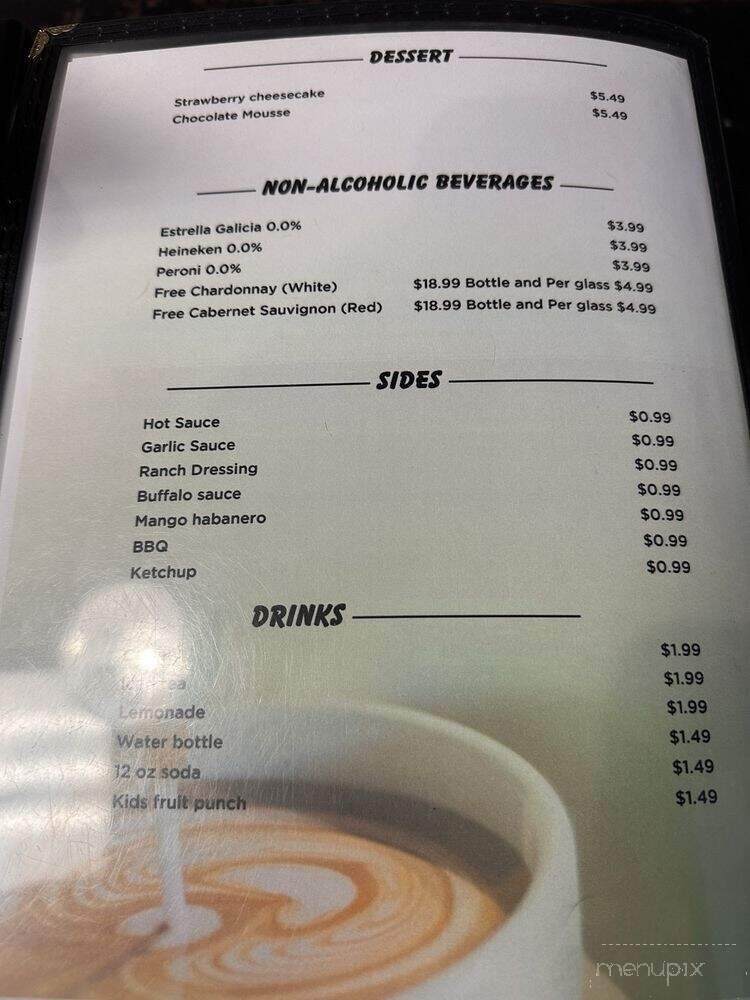 DESSERT
Strawberry cheesecake $5.49
Chocolate Mousse $5.49
NON-ALCOHOLIC BEVERAGES
Estrella Galicia 0.0% $3.99
Heineken 0.0% $3.99
Peroni 0.0% $3.99
Free Chardonnay (White) $18.99 Bottle and Per glass $4.99
Free Cabernet Sauvignon (Red) $18.99 Bottle and Per glass $4.99
SIDES
Hot Sauce $0.99
Garlic Sauce $0.99
Ranch Dressing $0.99
Buffalo sauce $0.99
Mango habanero $0.99
BBQ $0.99
Ketchup $0.99
DRINKS
$1.99
$1.99
Lemonade $1.99
Water bottle $1.49
12 oz soda $1.49
Kids fruit punch $1.49
menupix